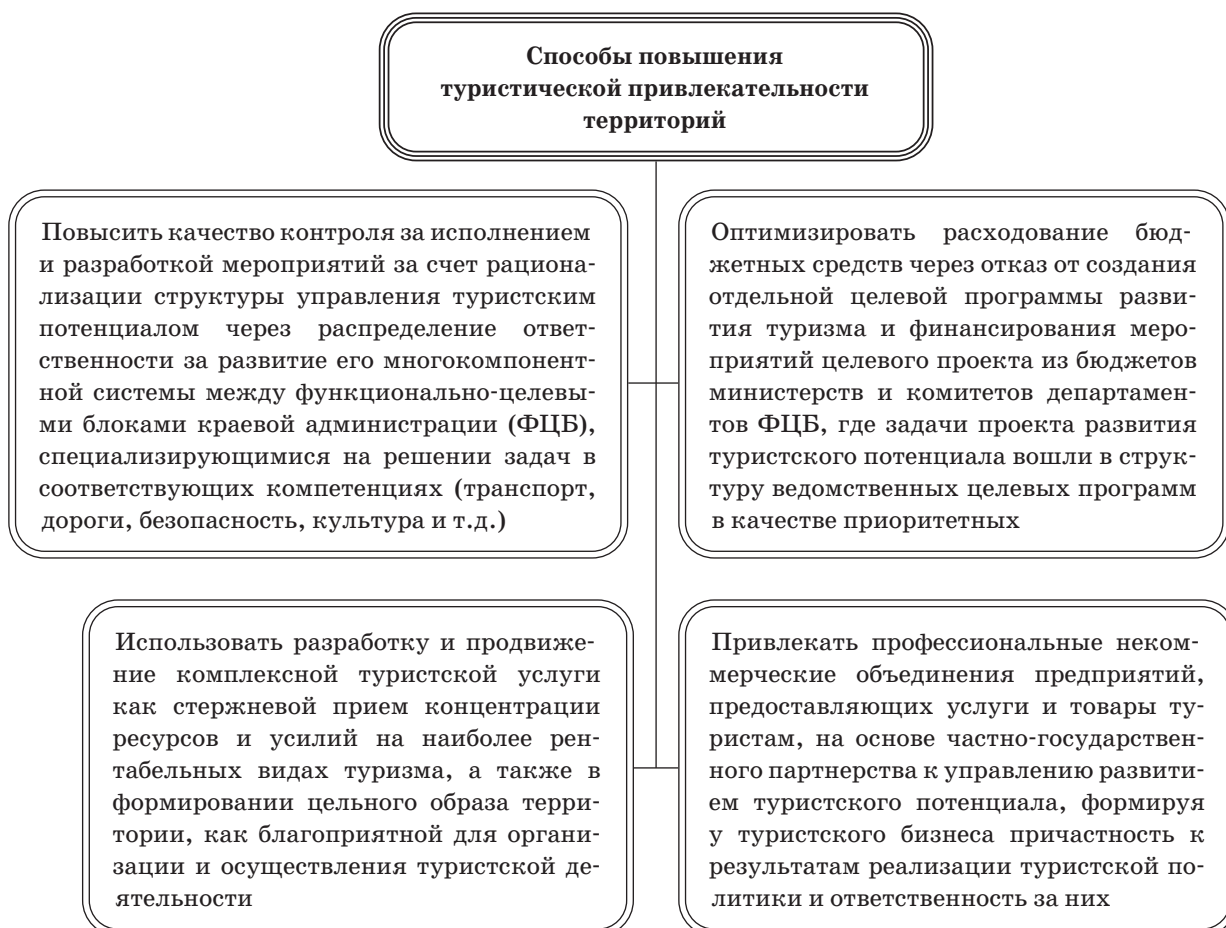 Способы повышения
туристической привлекательности
территорий
Повысить качество контроля за исполнением
и разработкой мероприятий за счет рациона-
лизации структуры управления туристским
потенциалом через распределение ответ-
ственности за развитие его многокомпонент-
ной системы между функционально-целевы-
ми блоками краевой администрации (ФЦБ),
специализирующимися на решении задач в
соответствующих компетенциях (транспорт,
дороги, безопасность, культура и т.д.)
Оптимизировать расходование бюд-
жетных средств через отказ от создания
отдельной целевой программы разви-
тия туризма и финансирования меро-
приятий целевого проекта из бюджетов
министерств и комитетов департамен-
тов ФЦБ, где задачи проекта развития
туристского потенциала вошли в струк-
туру ведомственных целевых программ
в качестве приоритетных
Использовать разработку и продвиже-
ние комплексной туристской услуги
как стержневой прием концентрации
ресурсов и усилий на наиболее рен-
табельных видах туризма, а также в
формировании цельного образа терри-
тории, как благоприятной для органи-
зации и осуществления туристской де-
ятельности
Привлекать профессиональные неком-
мерческие объединения предприятий,
предоставляющих услуги и товары ту-
ристам, на основе частно-государствен-
ного партнерства к управлению развити-
ем туристского потенциала, формируя
у туристского бизнеса причастность к
результатам реализации туристской по-
литики и ответственность за них